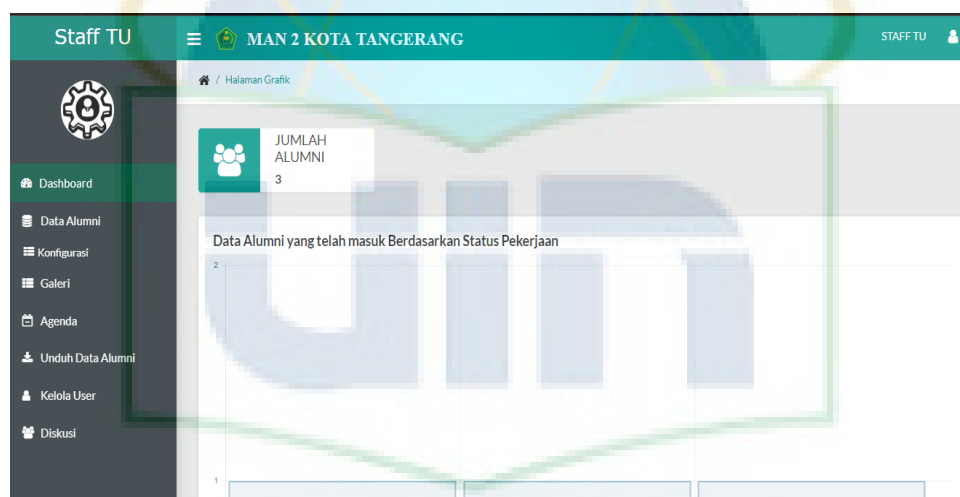 Staff TU
MAN 2 KOTA TANGERANG
STAFF TU
/ Halaman Grafik
JUMLAH
ALUMNI
3
Dashboard
Data Alumni
Konfigurasi
Galeri
Agenda
Unduh Data Alumni
Kelola User
Diskusi
Data Alumni yang telah masuk Berdasarkan Status Pekerjaan
2
1
uin